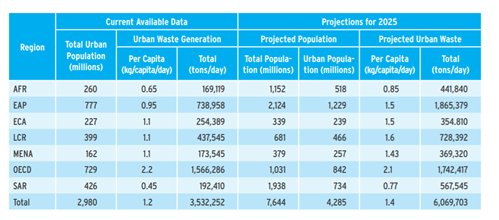 Current Available Data Projections for 2025
Region Total Urban Population (millions) Urban Waste Generation Projected Population Projected Urban Waste
Per Capita (kg/capita/day) Total (tons/day) Total Popula- tion (millions) Urban Popula- tion (millions) Per Capita (kg/capita/day) Total (tons/day)
AFR 260 0.65 169,119 1,152 518 0.85 441,840
EAP 777 0.95 738,958 2,124 1,229 1.5 1,865,379
ECA 227 1.1 254,389 339 239 1.5 354,810
LCR 399 1.1 437,545 681 466 1.6 728,392
MENA 162 1.1 173,545 379 257 1.43 369,320
OECD 729 2.2 1,566,286 1,031 842 2.1 1,742,417
SAR 426 0.45 192,410 1,938 734 0.77 567,545
Total 2,980 1.2 3,532,252 7,644 4,285 1.4 6,069,703